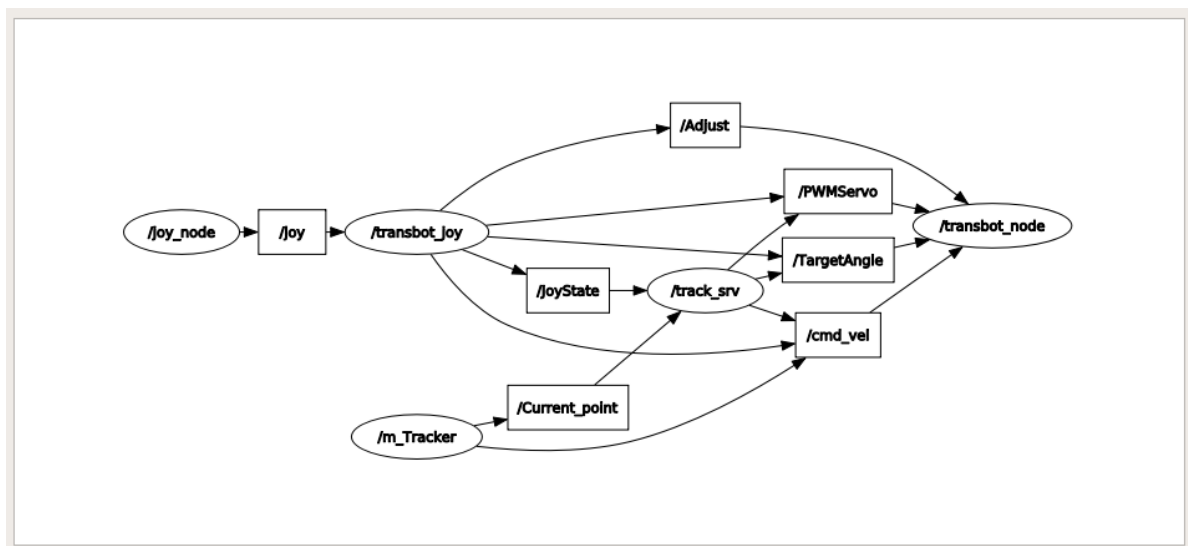 /Adjust
/PWMServo
/joy_node
/joy
/transbot_joy
/transbot_node
/TargetAngle
/JoyState
/track_srv
/cmd_vel
/Current_point
/m_Tracker